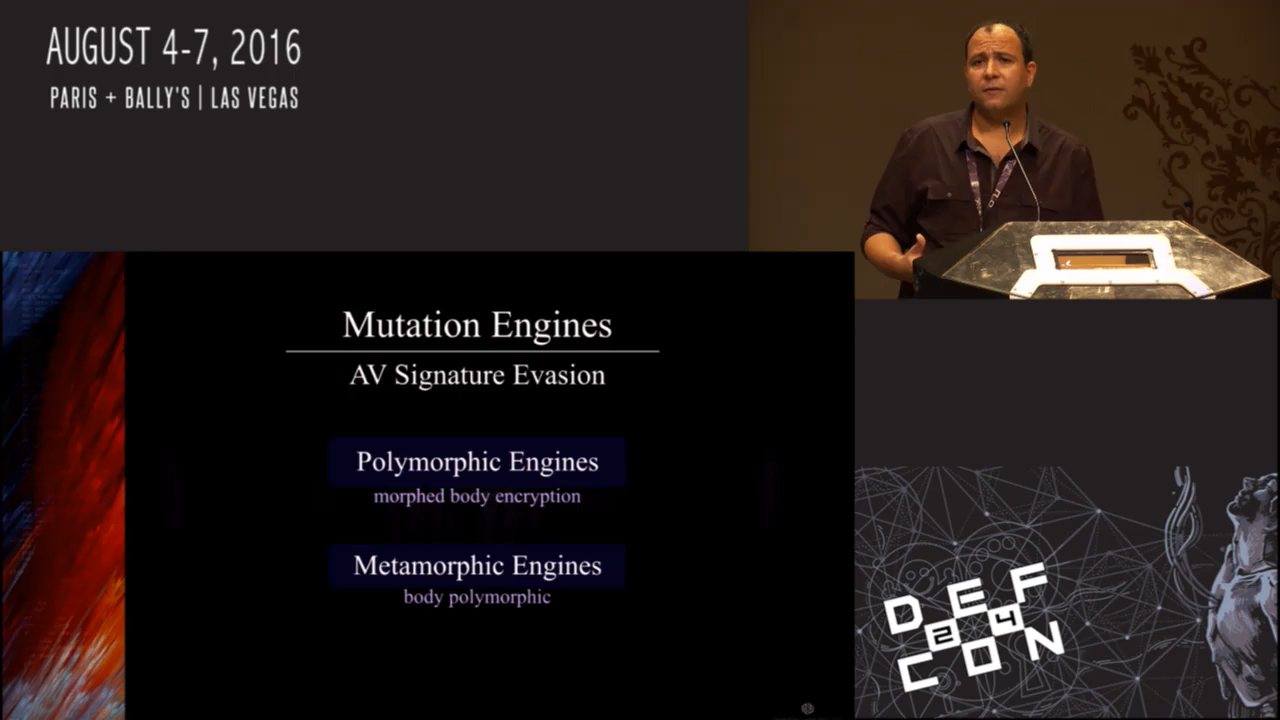 AUGUST 4-7, 2016
PARIS + BALLY'S | LAS VEGAS
Mutation Engines
AV Signature Evasion
Polymorphic Engines
morphed body encryption
Metamorphic Engines
body polymorphic
DEF
24
CON